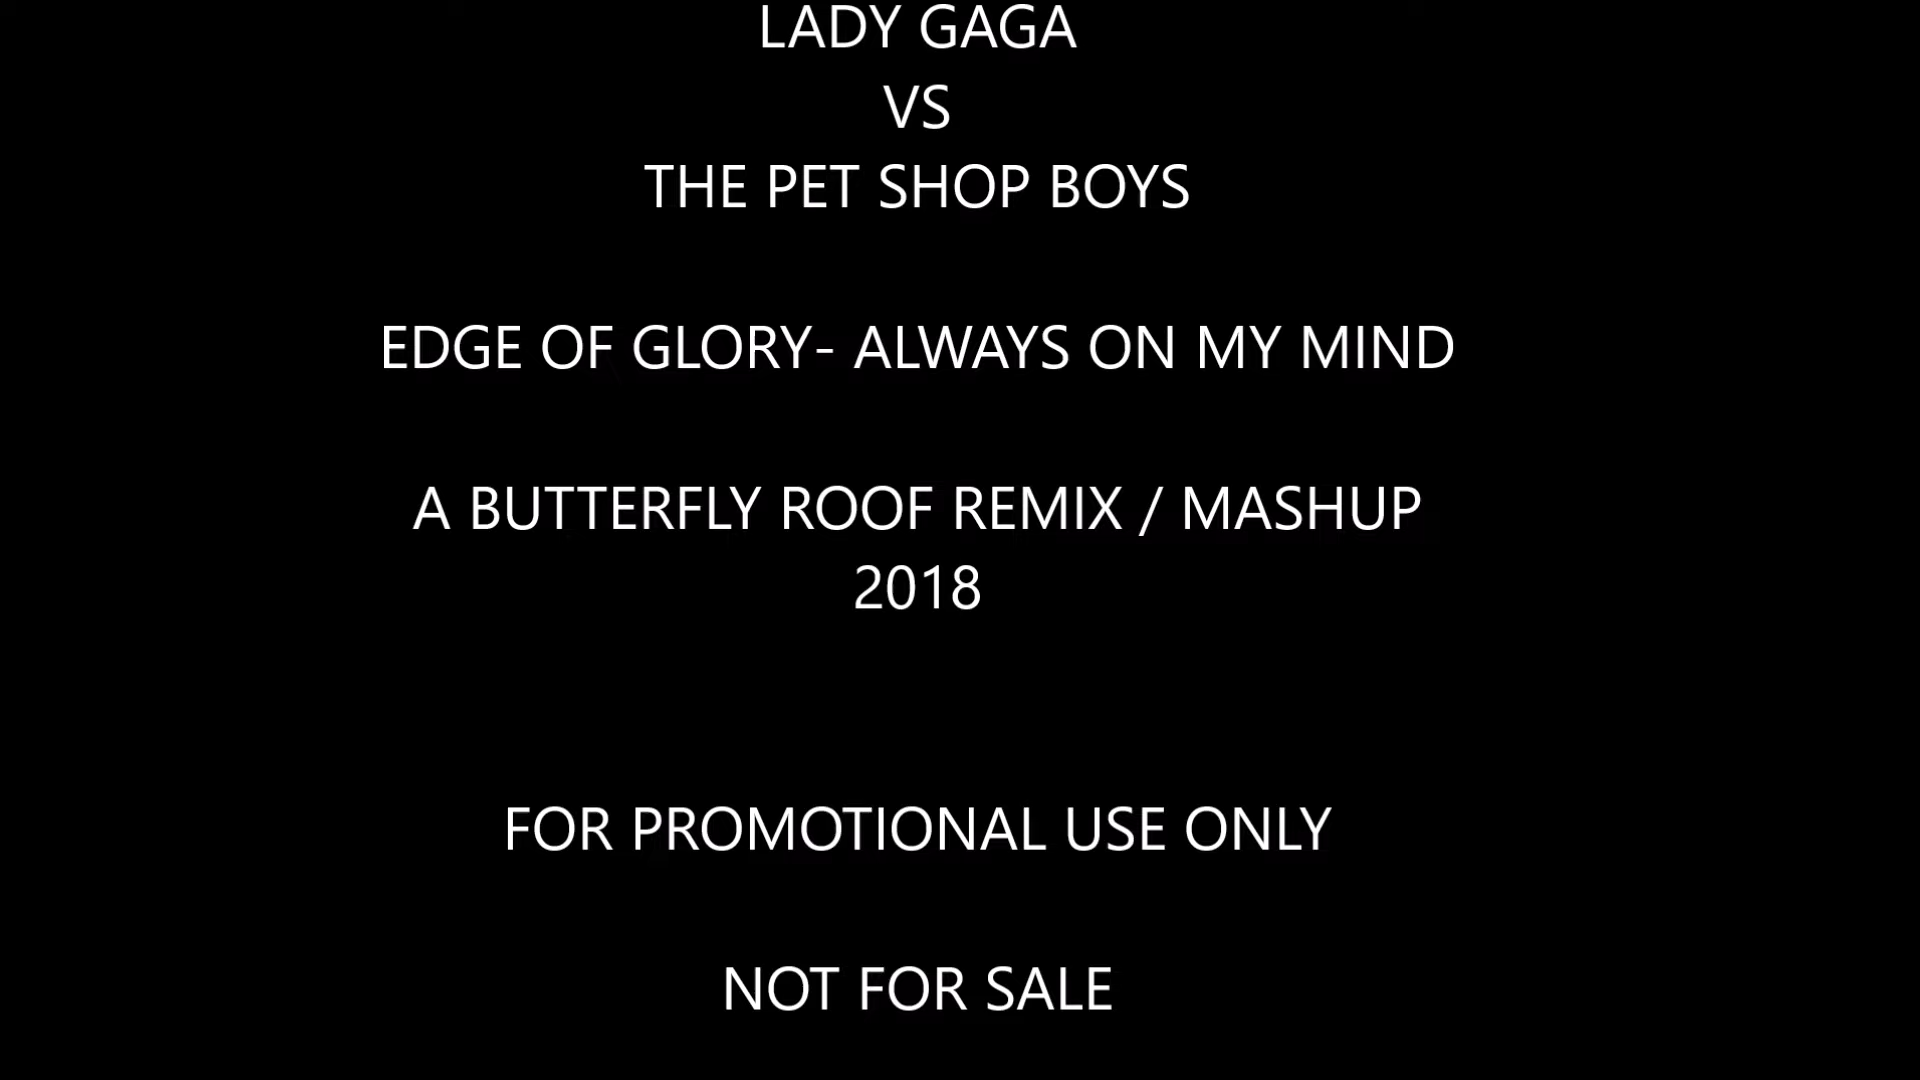 LADY GAGA
VS
THE PET SHOP BOYS
EDGE OF GLORY- ALWAYS ON MY MIND
A BUTTERFLY ROOF REMIX / MASHUP
2018
FOR PROMOTIONAL USE ONLY
NOT FOR SALE